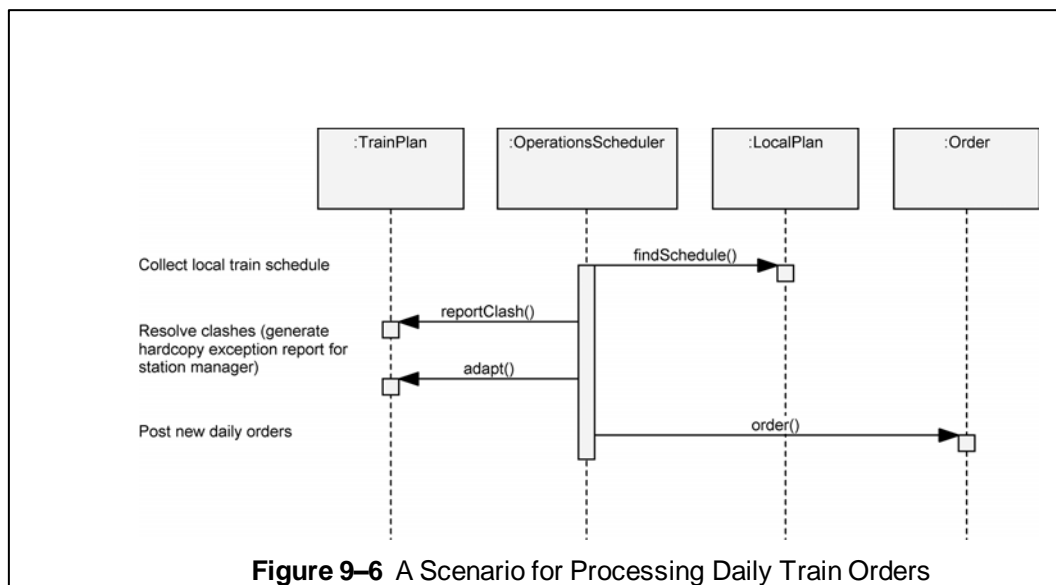 :TrainPlan
:OperationsScheduler
:LocalPlan
:Order
Collect local train schedule
findSchedule()
reportClash()
Resolve clashes (generate
hardcopy exception report for
station manager)
adapt()
Post new daily orders
order()
Figure 9–6 A Scenario for Processing Daily Train Orders